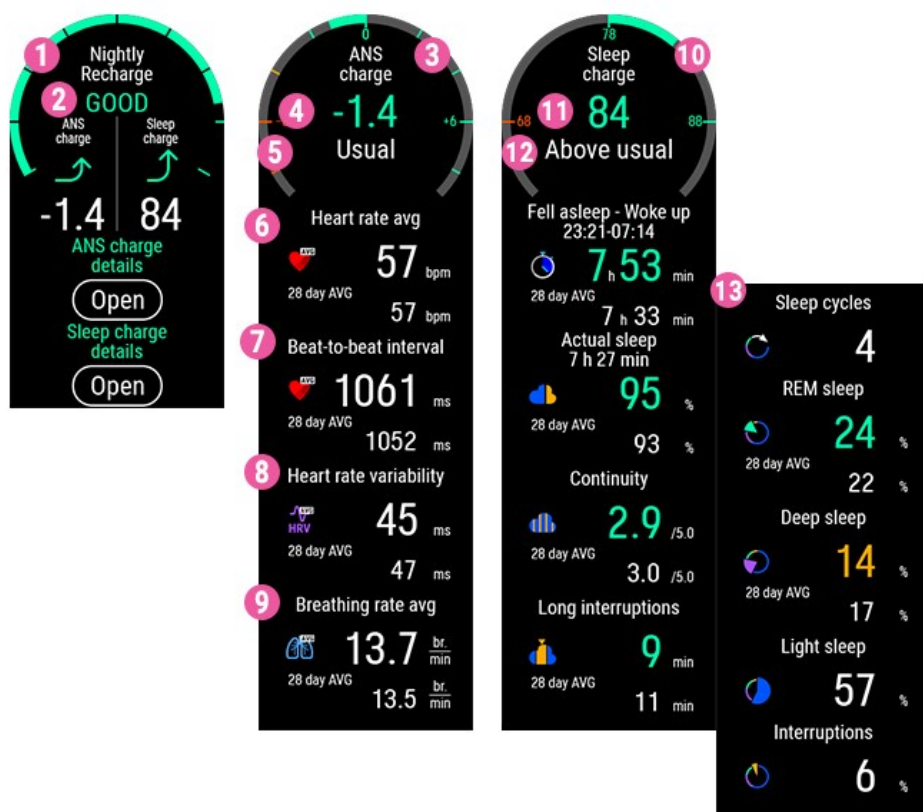 1
Nightly
Recharge
2
GOOD
ANS
charge
Sleep
charge
-1.4
84
ANS charge
details
Open
Sleep charge
details
Open
0
ANS
charge
3
4
-1.4
+6
5
Usual
6
Heart rate avg
AVG
57 bpm
28 day AVG
57 bpm
7
Beat-to-beat interval
AVG
1061 ms
28 day AVG
1052 ms
8
Heart rate variability
AVG
HRV
45 ms
28 day AVG
47 ms
9
Breathing rate avg
AVG
13.7 br.
min
28 day AVG
13.5 br.
min
78
Sleep
charge
10
68
11
84
88
12
Above usual
Fell asleep - Woke up
23:21-07:14
7 h 53 min
28 day AVG
7 h 33 min
Actual sleep
7 h 27 min
95 %
28 day AVG
93 %
Continuity
2.9 /5.0
28 day AVG
3.0 /5.0
Long interruptions
9 min
28 day AVG
11 min
13
Sleep cycles
4
REM sleep
24 %
28 day AVG
22 %
Deep sleep
14 %
28 day AVG
17 %
Light sleep
57 %
Interruptions
6 %